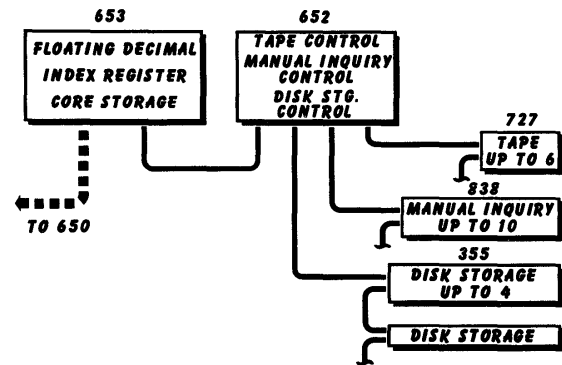 653
FLOATING DECIMAL
INDEX REGISTER
CORE STORAGE
TO 650
652
TAPE CONTROL
MANUAL INQUIRY
CONTROL
DISK STG.
CONTROL
727
TAPE
UP TO 6
838
MANUAL INQUIRY
UP TO 10
355
DISK STORAGE
UP TO 4
DISK STORAGE